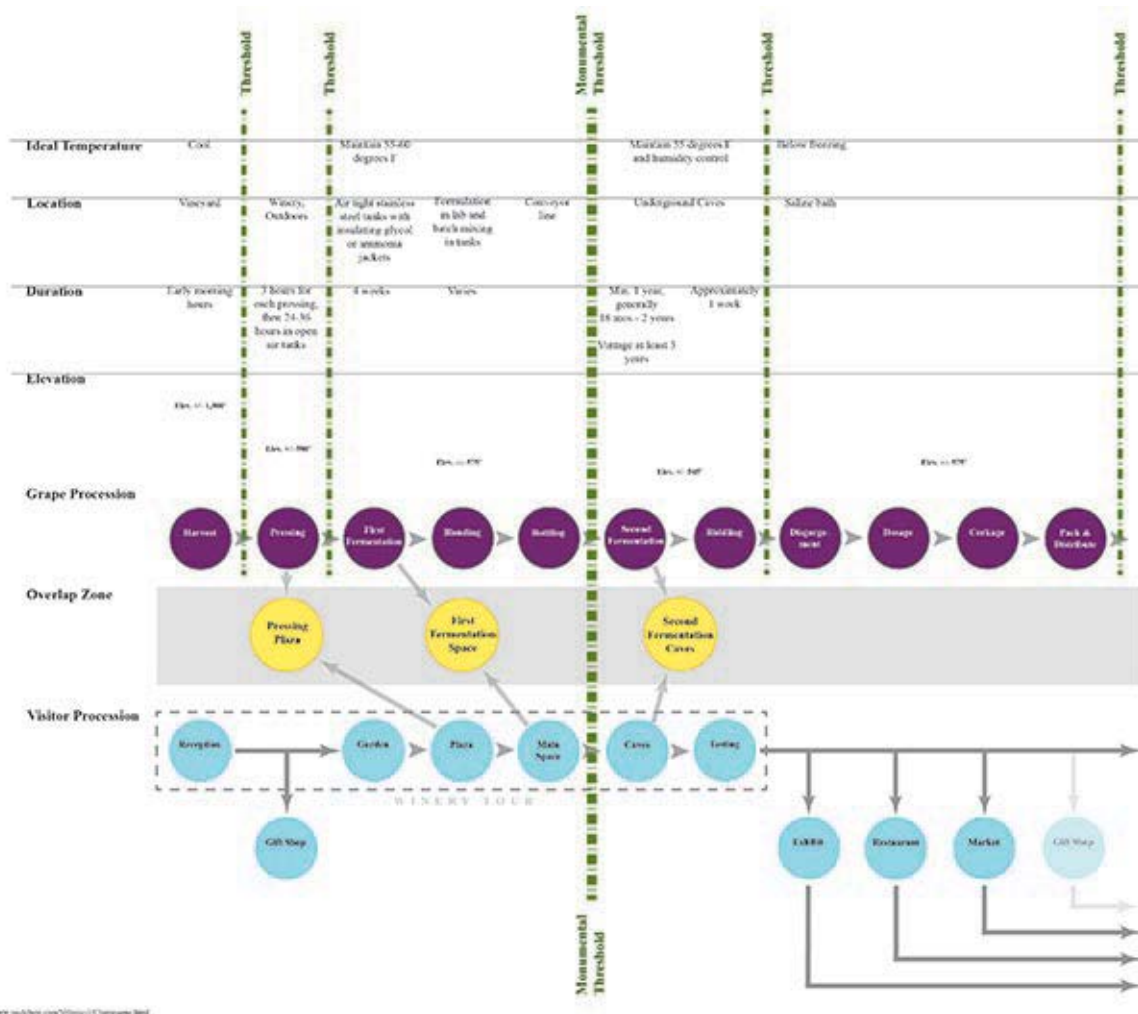 Threshold
Threshold
Monumental
Threshold
Threshold
Threshold
Ideal Temperature
Cool
Maintain 55-60
degrees F
Maintain 55 degrees F
and humidity control
Below freezing
Location
Vineyard
Winery,
Outdoors
Air tight stainless
steel tanks with
insulating glycol
or ammonia
jackets
Formulation
in lab and
batch mixing
in tanks
Conveyor
line
Underground Caves
Saline bath
Duration
Early morning
hours
3 hours for
each pressing,
then 24-36
hours in open
air tanks
4 weeks
Varies
Min. 1 year,
generally
18 mos. - 2 years
Vintage at least 3
years
Approximately
1 week
Elevation
Elev. +/-
Elev. +/-
Elev. +/-
Elev. +/-
Elev. +/-
Grape Procession
Harvest
Pressing
First
Fermentation
Blending
Bottling
Second
Fermentation
Riddling
Disgorge-
ment
Dosage
Corkage
Pack &
Distribute
Overlap Zone
Pressing
Plaza
First
Fermentation
Space
Second
Fermentation
Caves
Visitor Procession
Reception
Garden
Plaza
Main
Space
Caves
Tasting
WINERY TOUR
Gift Shop
Exhibit
Restaurant
Market
Gift Shop
Monumental
Threshold